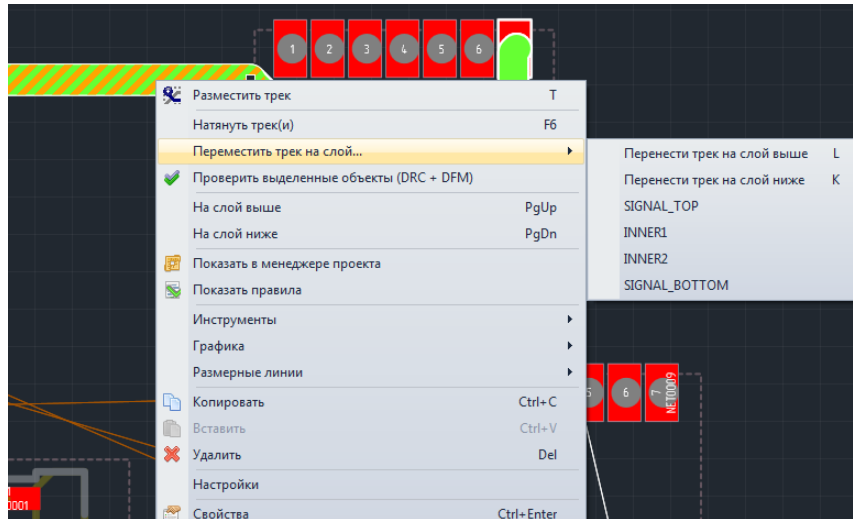 1 2 3 4 5 6
Разместить трек T
Натянуть трек(и) F6
Переместить трек на слой...
Проверить выделенные объекты (DRC + DFM)
На слой выше PgUp
На слой ниже PgDn
Показать в менеджере проекта
Показать правила
Инструменты
Графика
Размерные линии
Копировать Ctrl+C
Вставить Ctrl+V
Удалить Del
Настройки
Свойства Ctrl+Enter
Перенести трек на слой выше L
Перенести трек на слой ниже K
SIGNAL_TOP
INNER1
INNER2
SIGNAL_BOTTOM
5 6 7
NET0009
0001